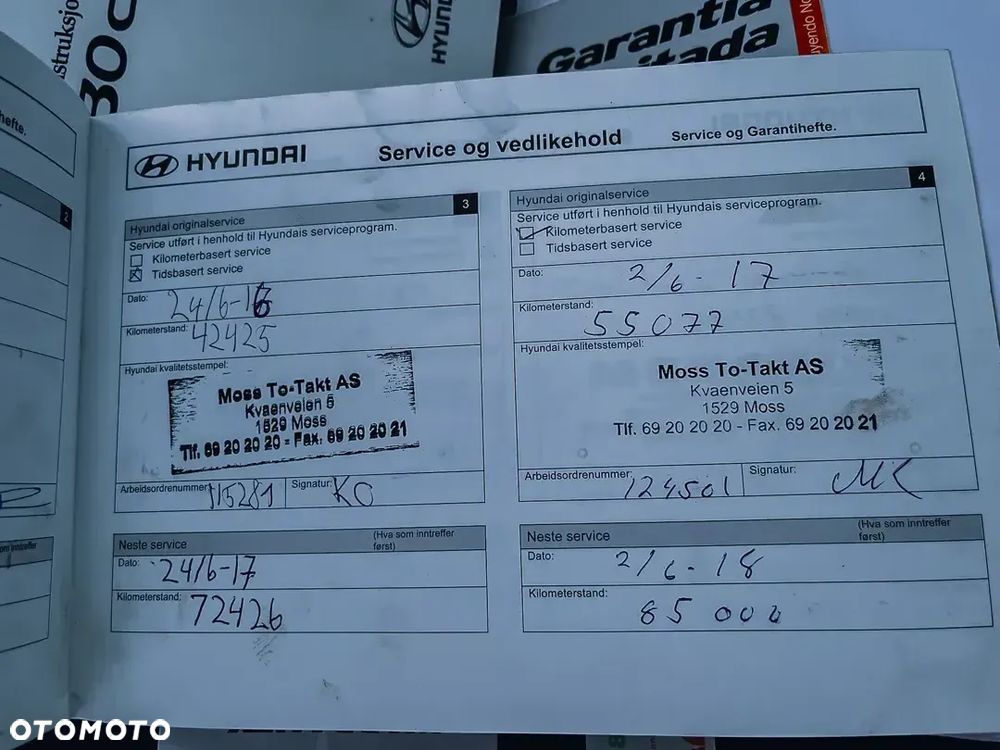 HYUNDAI
Garantia
itada
hefte.
HYUNDAI
Service og vedlikehold
Service og Garantihefte.
2
3
Hyundai originalservice
Service utført i henhold til Hyundais serviceprogram.
Kilometerbasert service
Tidsbasert service
Dato: 24/6-16
Kilometerstand: 42425
Hyundai kvalitetsstempel:
Moss To-Takt AS
Kvaenveien 5
1529 Moss
Tlf. 69 20 20 20 - Fax. 69 20 20 21
Arbeidsordrenummer: 115281 Signatur: KO
Neste service (Hva som inntreffer først)
Dato: 24/6-17
Kilometerstand: 72426
4
Hyundai originalservice
Service utført i henhold til Hyundais serviceprogram.
Kilometerbasert service
Tidsbasert service
Dato: 2/6-17
Kilometerstand: 55077
Hyundai kvalitetsstempel:
Moss To-Takt AS
Kvaenveien 5
1529 Moss
Tlf. 69 20 20 20 - Fax. 69 20 20 21
Arbeidsordrenummer: 124501 Signatur: MK
Neste service (Hva som inntreffer først)
Dato: 2/6-18
Kilometerstand: 85 000
OTOMOTO